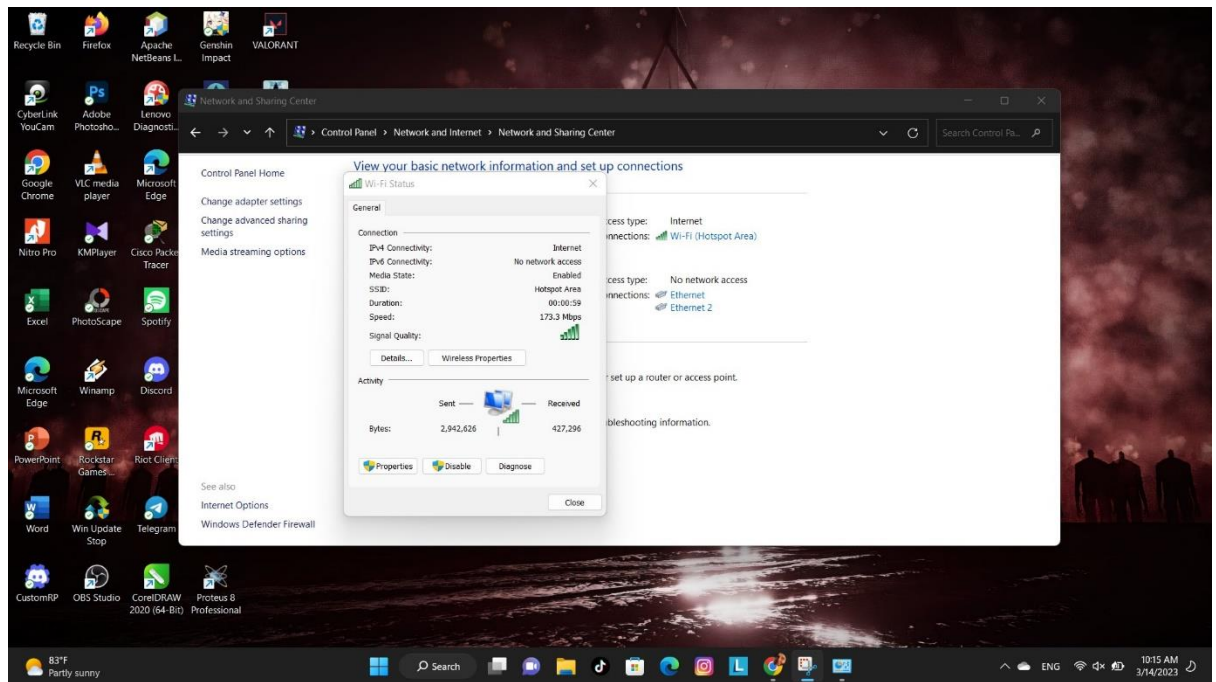 Recycle Bin
Firefox
Apache
NetBeans I...
Genshin
Impact
VALORANT
CyberLink
YouCam
Adobe
Photosho...
Lenovo
Diagnosti...
Google
Chrome
VLC media
player
Microsoft
Edge
Nitro Pro
KMPlayer
Cisco Packe
Tracer
Excel
PhotoScape
Spotify
Microsoft
Edge
Winamp
Discord
PowerPoint
Rockstar
Games ...
Riot Client
Word
Win Update
Stop
Telegram
CustomRP
OBS Studio
CorelDRAW
2020 (64-Bit)
Proteus 8
Professional
Network and Sharing Center
Control Panel > Network and Internet > Network and Sharing Center
Search Control Pa...
Control Panel Home
Change adapter settings
Change advanced sharing
settings
Media streaming options
See also
Internet Options
Windows Defender Firewall
View your basic network information and set up connections
cess type: Internet
nnections: Wi-Fi (Hotspot Area)
cess type: No network access
nnections: Ethernet
Ethernet 2
set up a router or access point.
ubleshooting information.
Wi-Fi Status
General
Connection
IPv4 Connectivity: Internet
IPv6 Connectivity: No network access
Media State: Enabled
SSID: Hotspot Area
Duration: 00:00:59
Speed: 173.3 Mbps
Signal Quality:
Details... Wireless Properties
Activity
Sent — Received
Bytes: 2,942,626 | 427,296
Properties Disable Diagnose
Close
83°F
Partly sunny
Search
ENG
10:15 AM
3/14/2023